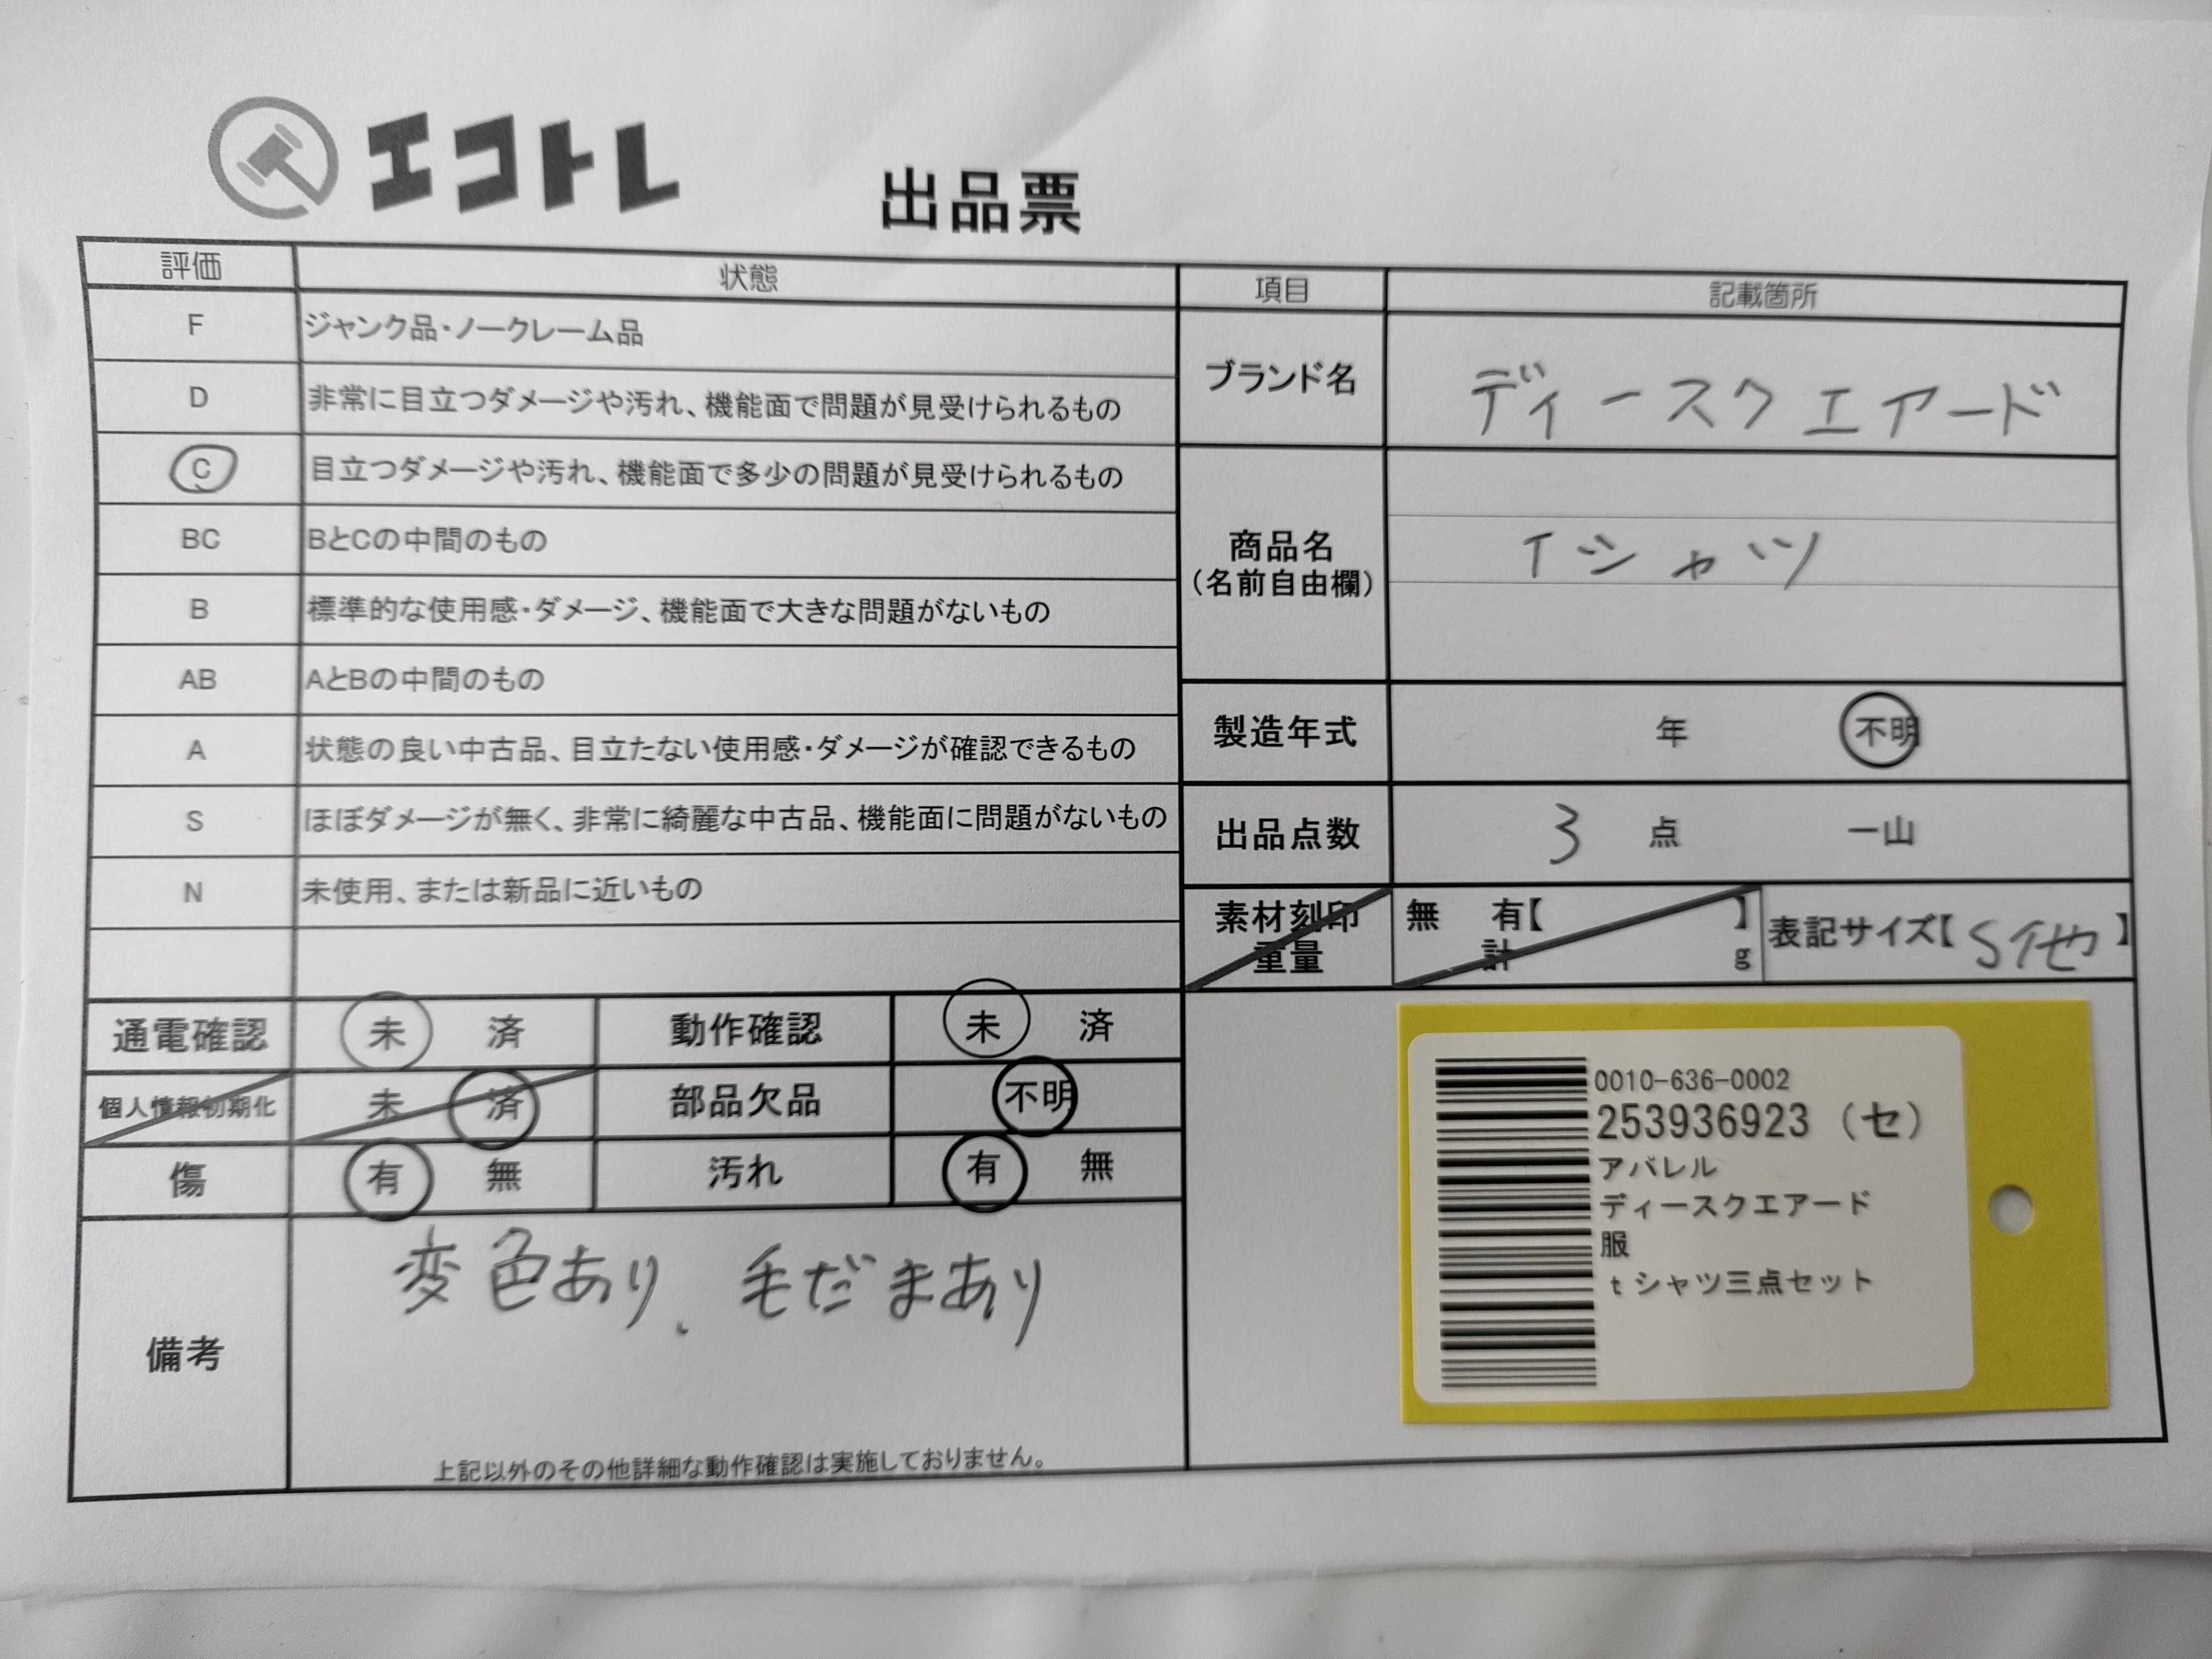 エコトレ
出品票
評価 状態
F ジャンク品・ノークレーム品
D 非常に目立つダメージや汚れ、機能面で問題が見受けられるもの
C 目立つダメージや汚れ、機能面で多少の問題が見受けられるもの
BC BとCの中間のもの
B 標準的な使用感・ダメージ、機能面で大きな問題がないもの
AB AとBの中間のもの
A 状態の良い中古品、目立たない使用感・ダメージが確認できるもの
S ほぼダメージが無く、非常に綺麗な中古品、機能面に問題がないもの
N 未使用、または新品に近いもの
通電確認 未 済 動作確認 未 済
個人情報初期化 未 済 部品欠品 不明
傷 有 無 汚れ 有 無
備考 変色あり、毛だまあり
上記以外のその他詳細な動作確認は実施しておりません。
項目 記載箇所
ブランド名 ディースクエアード
商品名 Tシャツ
(名前自由欄)
製造年式 年 不明
出品点数 3 点 一山
素材刻印 無 有【 】 表記サイズ【S他】
重量 計 g
0010-636-0002
253936923 (セ)
アパレル
ディースクエアード
服
tシャツ三点セット